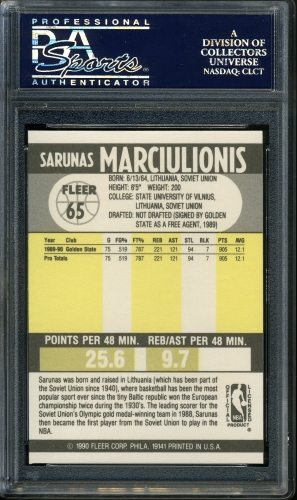 PROFESSIONAL
PSA
Sports
AUTHENTICATOR
A
DIVISION OF
COLLECTORS
UNIVERSE
NASDAQ: CLCT
SARUNAS MARCIULIONIS
FLEER
65
BORN: 6/13/64, LITHUANIA, SOVIET UNION
HEIGHT: 6'5" WEIGHT: 200
COLLEGE: STATE UNIVERSITY OF VILNIUS,
LITHUANIA, SOVIET UNION
DRAFTED: NOT DRAFTED (SIGNED BY GOLDEN
STATE AS A FREE AGENT, 1989)
Year Club G FG% FT% REB AST STL BLK PTS AVG
1989-90 Golden State 75 .519 .787 221 121 94 7 905 12.1
Pro Totals 75 .519 .787 221 121 94 7 905 12.1
POINTS PER 48 MIN. REB/AST PER 48 MIN.
25.6 9.7
Sarunas was born and raised in Lithuania (which has been part of
the Soviet Union since 1940), where basketball has been the
most popular sport ever since the tiny Baltic republic won the
European championship twice during the 1930's. The leading scorer for the
Soviet Union's Olympic gold medal-winning team in 1988, Sarunas
then became the first player from the Soviet Union to play in the
NBA.
OFFICIAL
LICENSED
NBA
PRODUCT
© 1990 FLEER CORP. PHILA. 19141 PRINTED IN U.S.A.